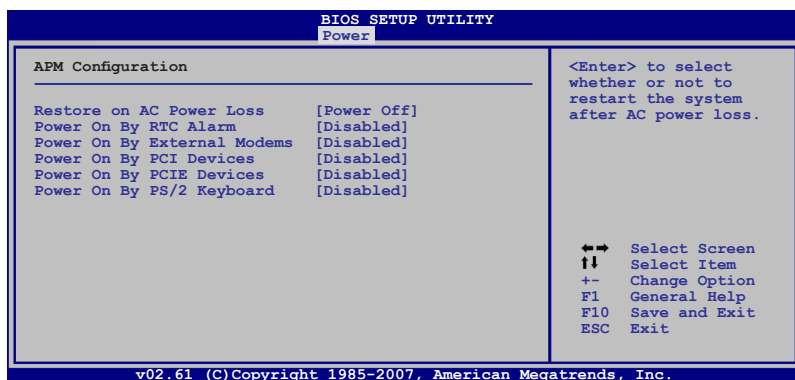 BIOS SETUP UTILITY
Power
APM Configuration
Restore on AC Power Loss [Power Off]
Power On By RTC Alarm [Disabled]
Power On By External Modems [Disabled]
Power On By PCI Devices [Disabled]
Power On By PCIE Devices [Disabled]
Power On By PS/2 Keyboard [Disabled]
<Enter> to select
whether or not to
restart the system
after AC power loss.
←→ Select Screen
↑↓ Select Item
+- Change Option
F1 General Help
F10 Save and Exit
ESC Exit
v02.61 (C)Copyright 1985-2007, American Megatrends, Inc.